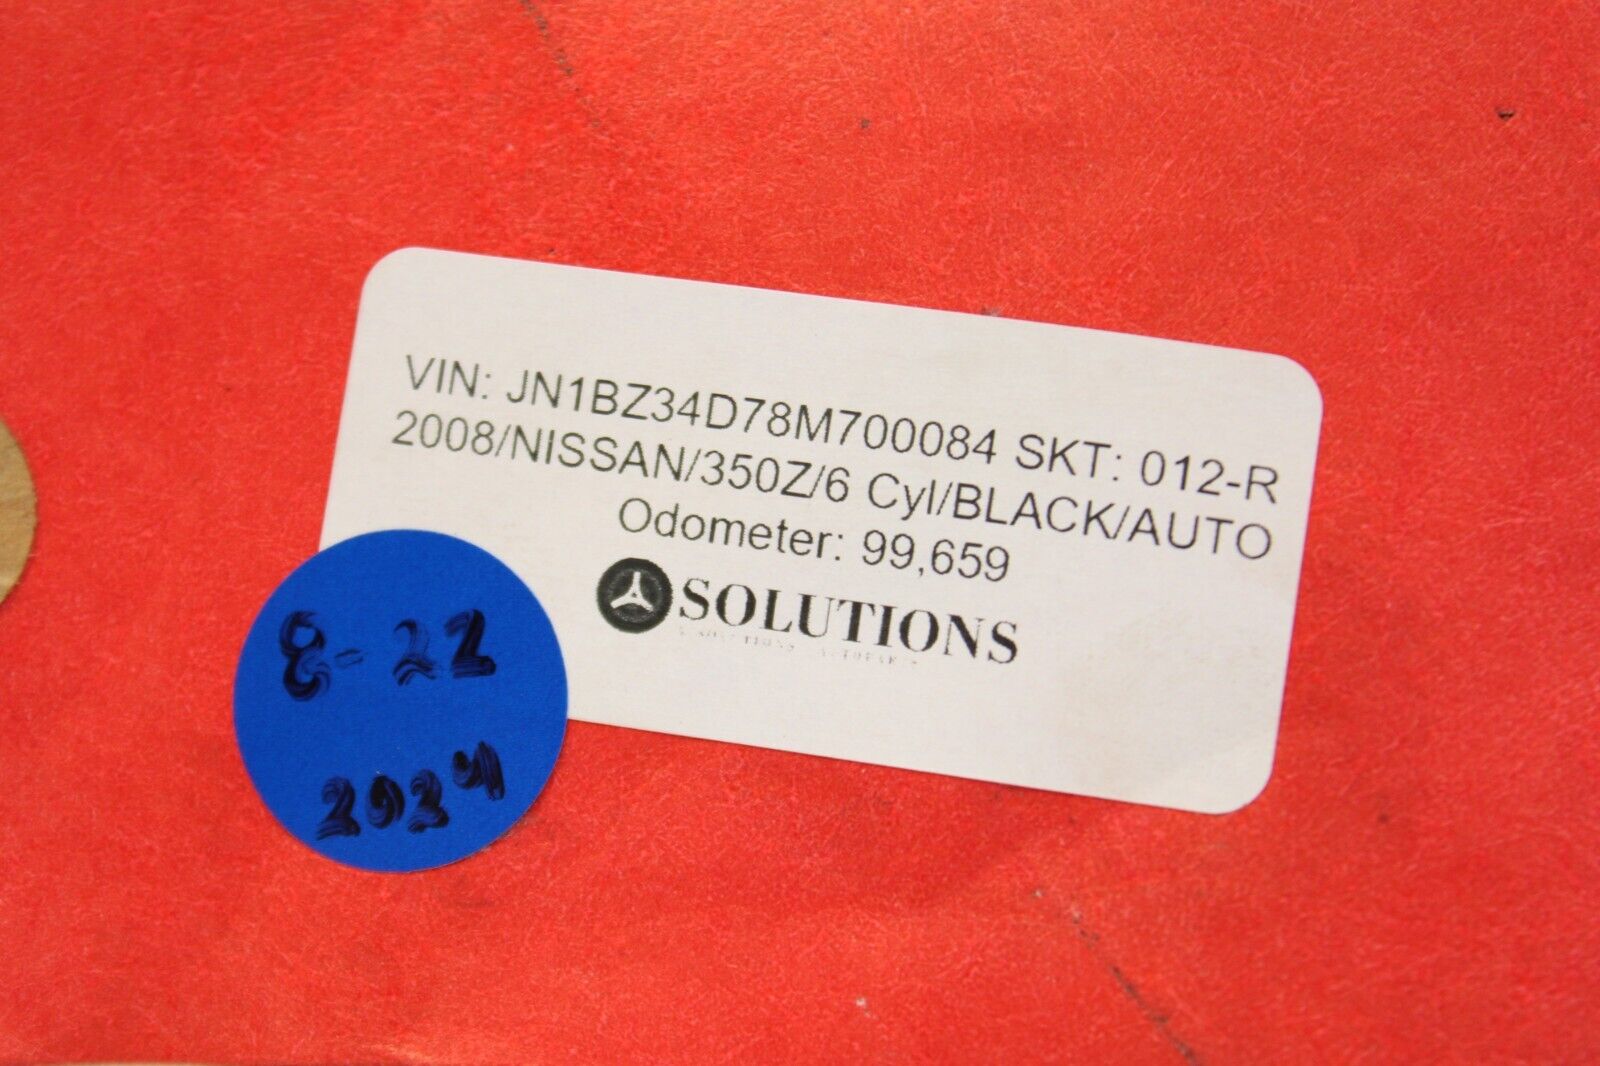 VIN: JN1BZ34D78M700084 SKT: 012-R
2008/NISSAN/350Z/6 Cyl/BLACK/AUTO
Odometer: 99,659
SOLUTIONS
8-22
2024